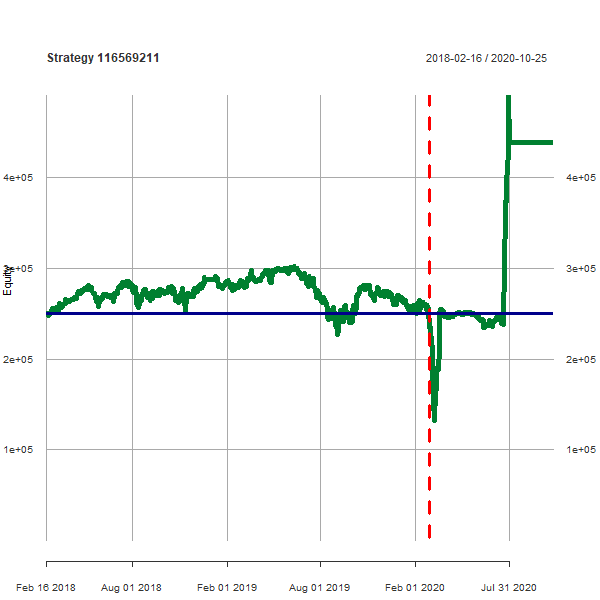 Strategy 116569211
2018-02-16 / 2020-10-25
4e+05
4e+05
3e+05
3e+05
Equity
2e+05
2e+05
1e+05
1e+05
Feb 16 2018
Aug 01 2018
Feb 01 2019
Aug 01 2019
Feb 01 2020
Jul 31 2020